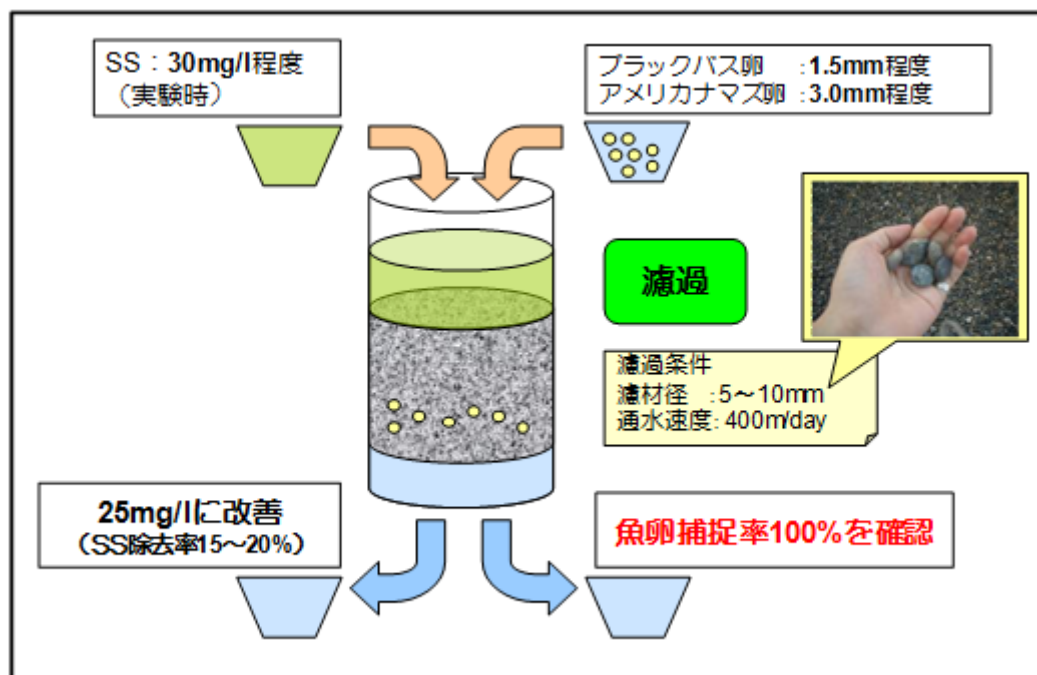 SS：30mg/l程度
（実験時）
ブラックバス卵　：1.5mm程度
アメリカナマズ卵：3.0mm程度
濾過
濾過条件
濾材径　：5～10mm
通水速度：400m/day
25mg/lに改善
（SS除去率15～20%）
魚卵捕捉率100%を確認